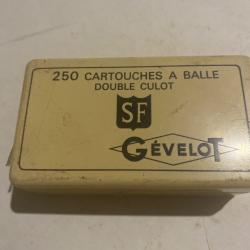 250 CARTOUCHES A BALLE
DOUBLE CULOT
SF
GÉVELOT